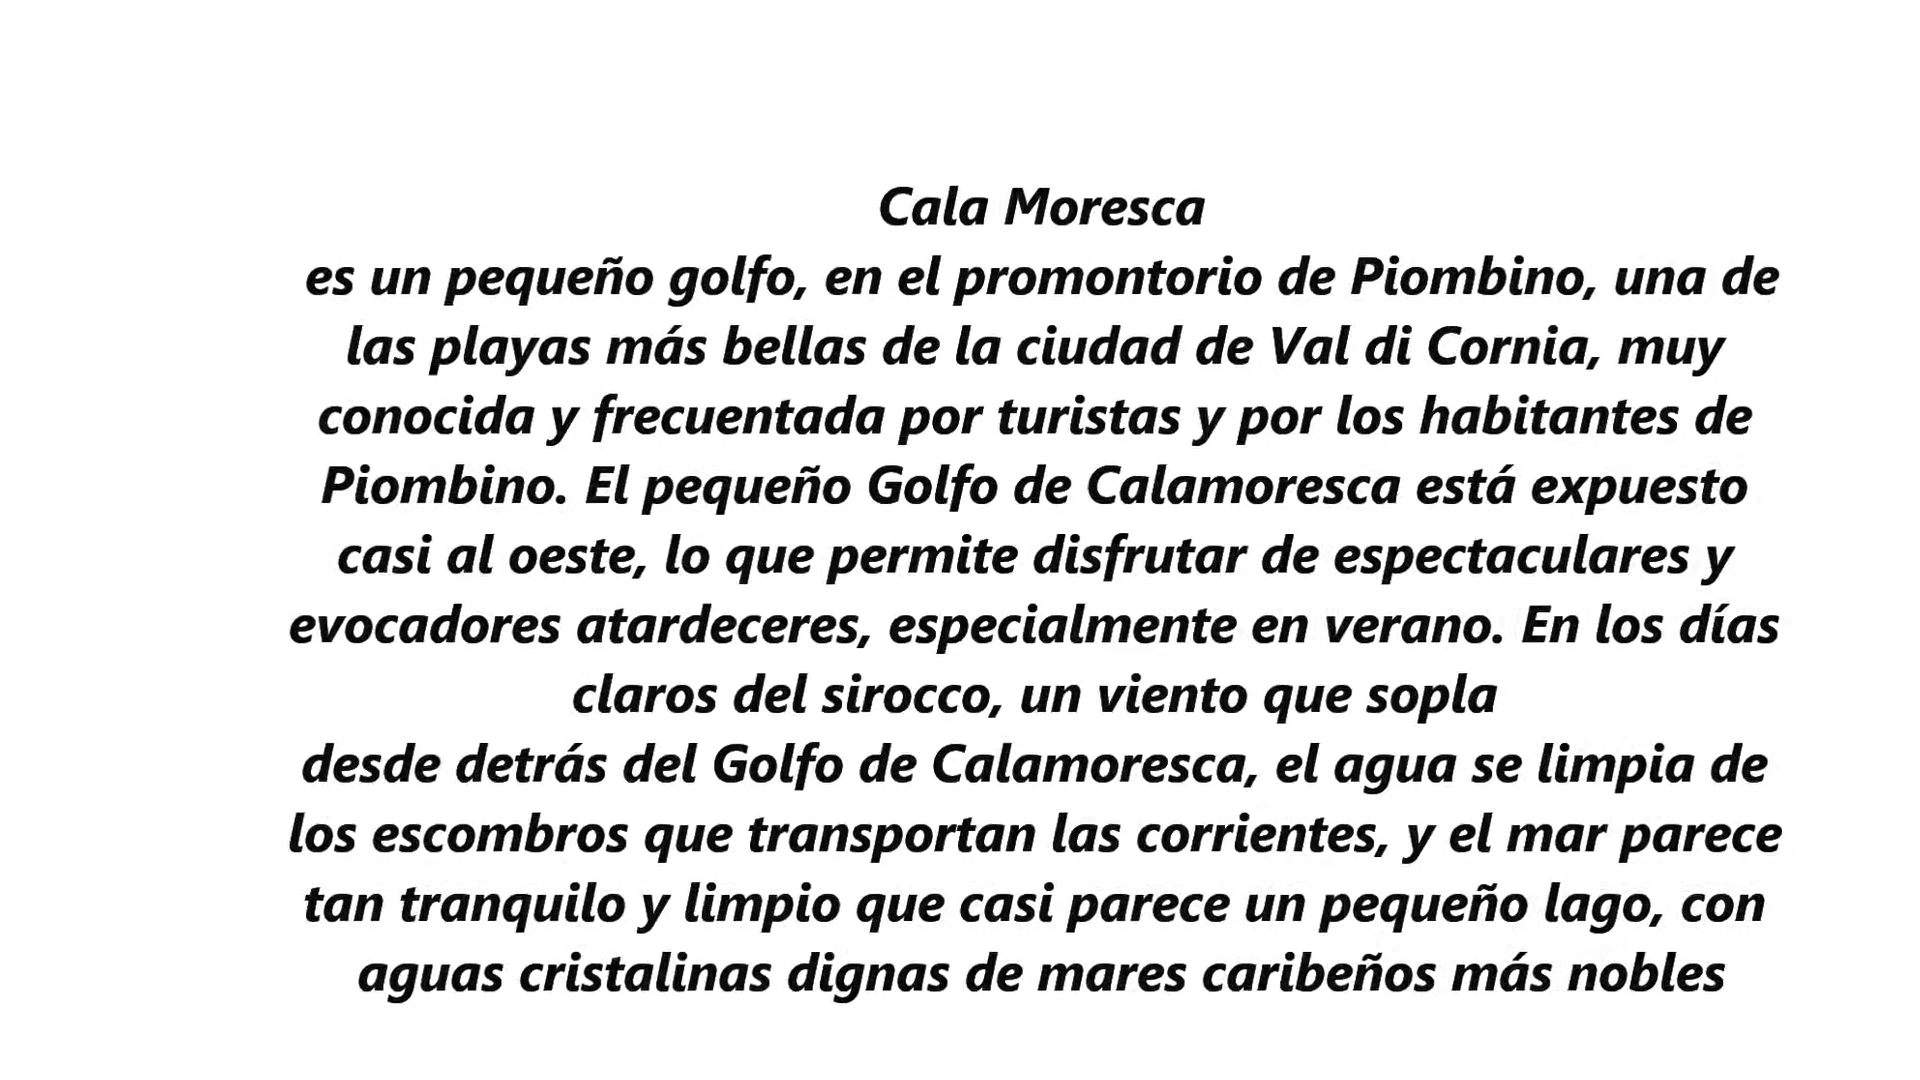 Cala Moresca
es un pequeño golfo, en el promontorio de Piombino, una de
las playas más bellas de la ciudad de Val di Cornia, muy
conocida y frecuentada por turistas y por los habitantes de
Piombino. El pequeño Golfo de Calamoresca está expuesto
casi al oeste, lo que permite disfrutar de espectaculares y
evocadores atardeceres, especialmente en verano. En los días
claros del sirocco, un viento que sopla
desde detrás del Golfo de Calamoresca, el agua se limpia de
los escombros que transportan las corrientes, y el mar parece
tan tranquilo y limpio que casi parece un pequeño lago, con
aguas cristalinas dignas de mares caribeños más nobles